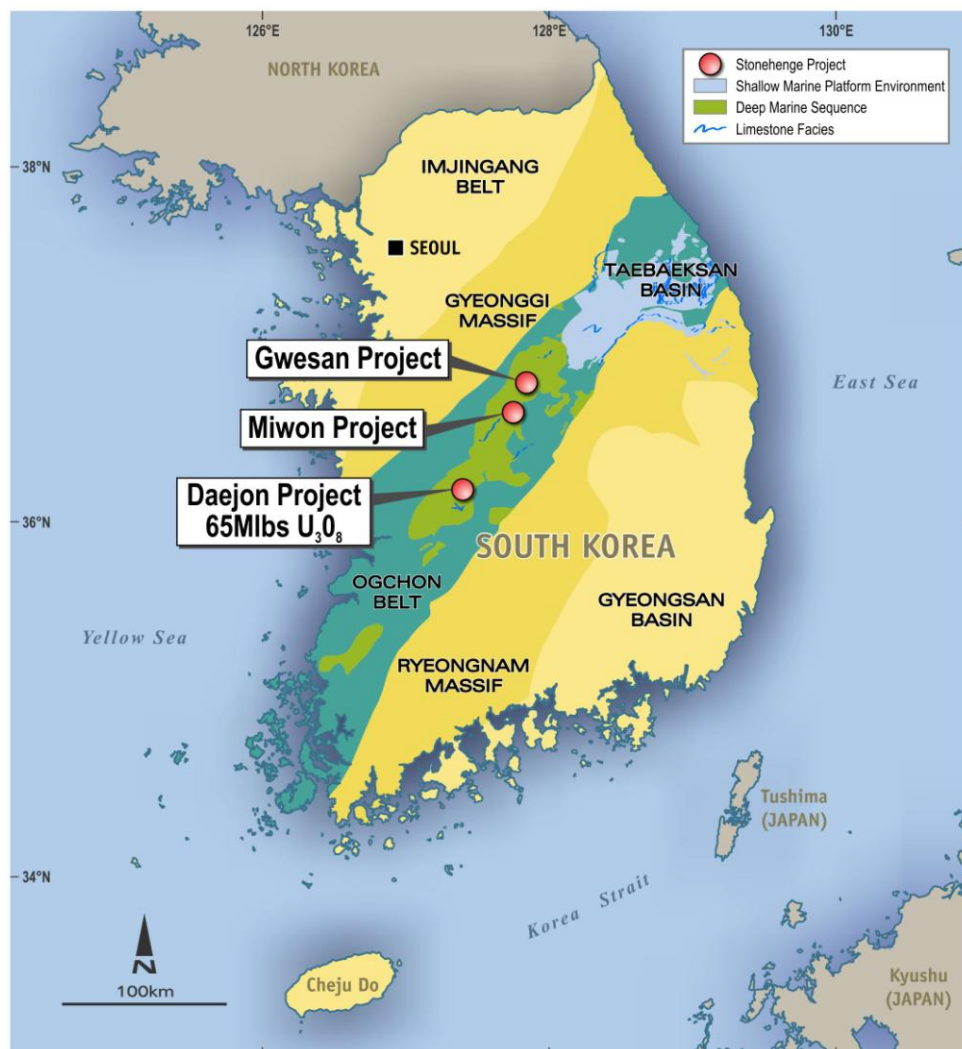 126°E
128°E
130°E
NORTH KOREA
Stonehenge Project
Shallow Marine Platform Environment
Deep Marine Sequence
Limestone Facies
38°N
IMJINGANG
BELT
SEOUL
TAEBAEKSAN
BASIN
GYEONGGI
MASSIF
Gwesan Project
East Sea
Miwon Project
Daejon Project
65Mlbs U₃0₈
36°N
SOUTH KOREA
OGCHON
BELT
GYEONGSAN
BASIN
Yellow Sea
RYEONGNAM
MASSIF
Tushima
(JAPAN)
34°N
Korea Strait
N
100km
Cheju Do
Kyushu
(JAPAN)